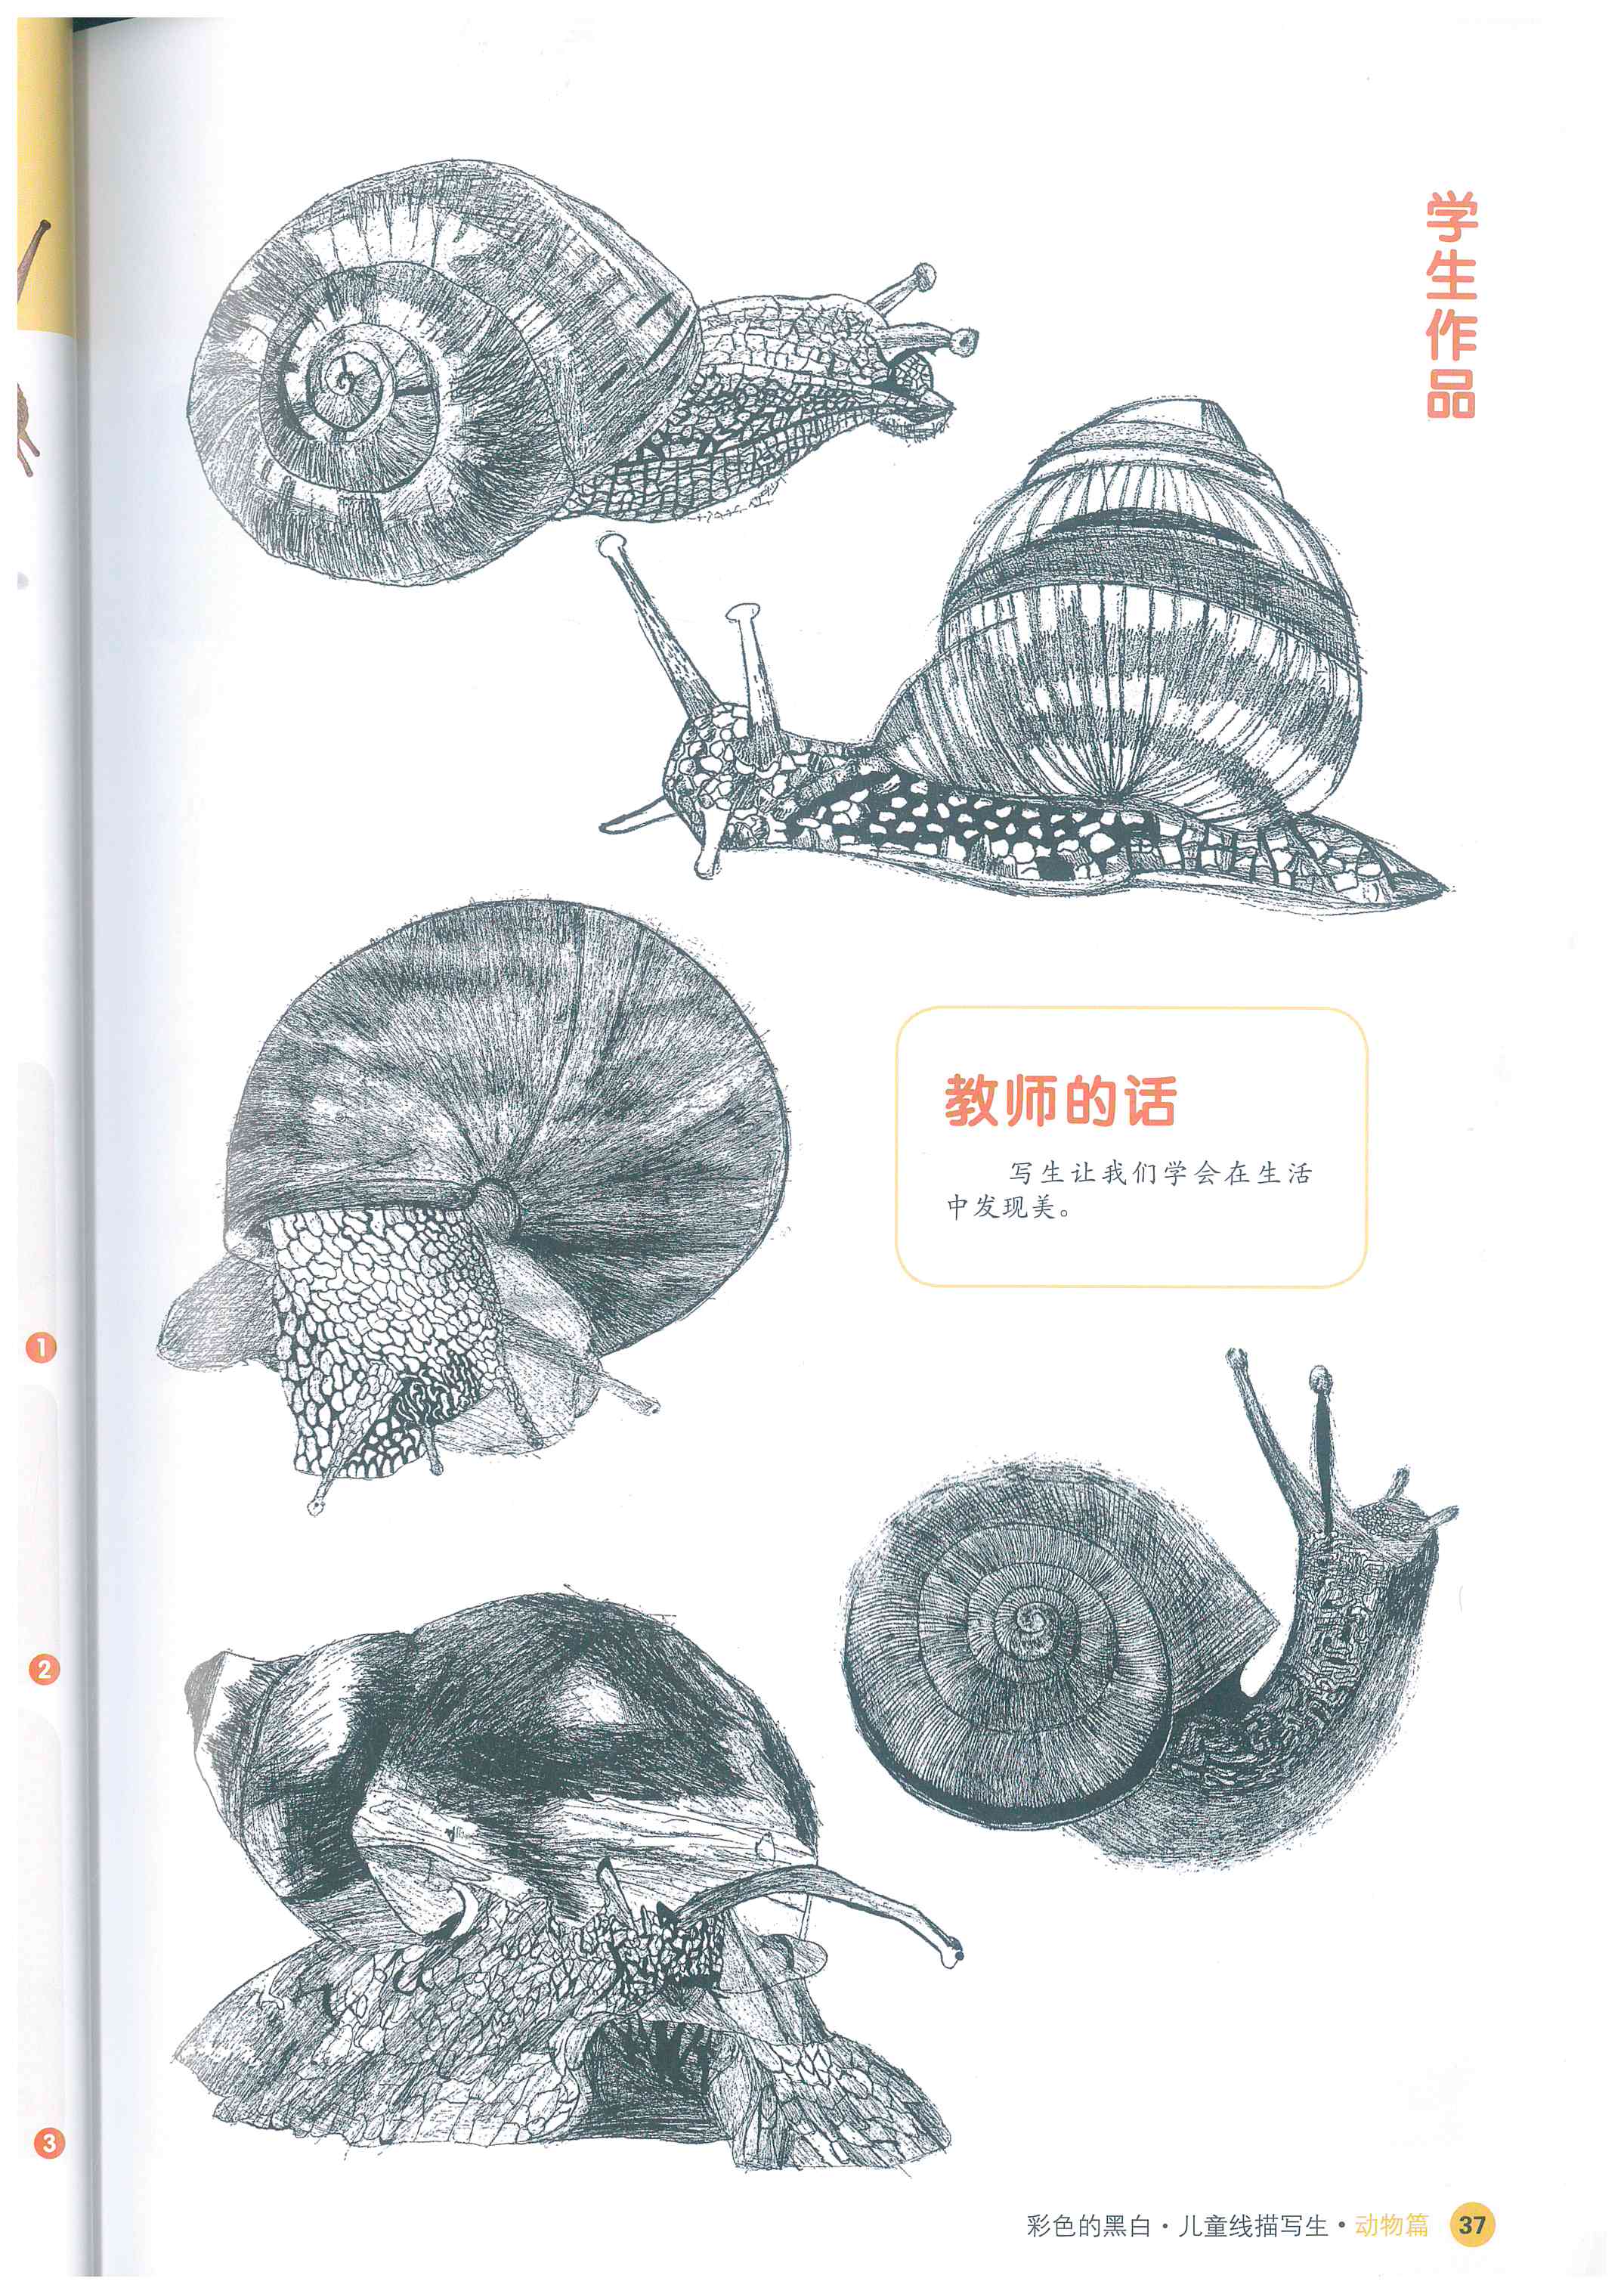 学生作品
教师的话
写生让我们学会在生活
中发现美。
1
2
3
彩色的黑白·儿童线描写生·动物篇 37